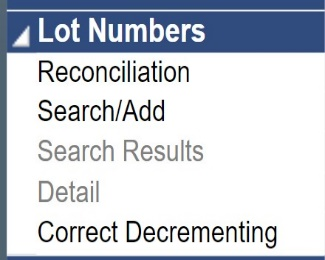 Lot Numbers
Reconciliation
Search/Add
Search Results
Detail
Correct Decrementing